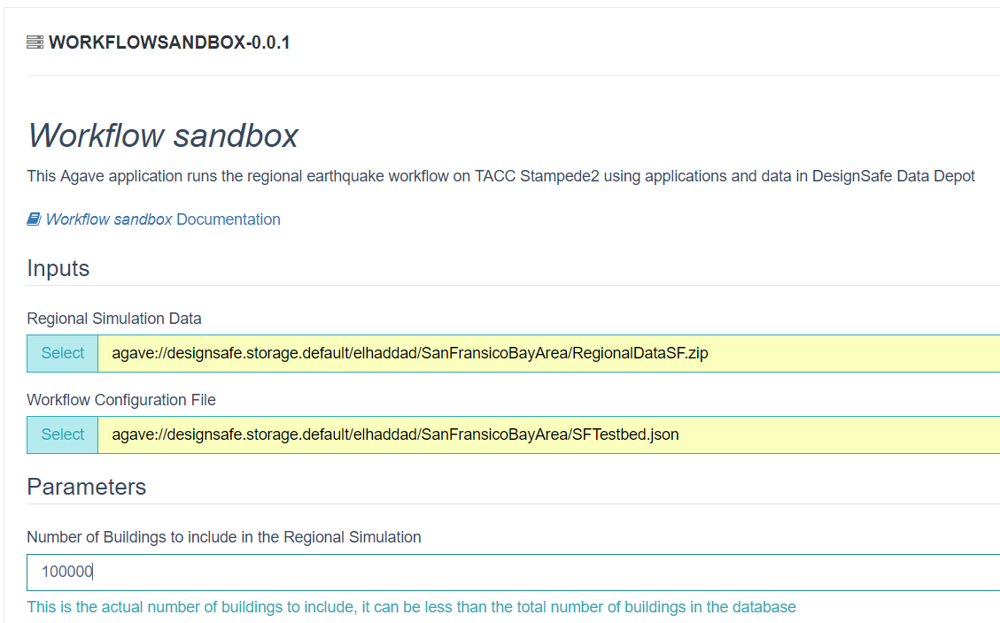 WORKFLOWSANDBOX-0.0.1
Workflow sandbox
This Agave application runs the regional earthquake workflow on TACC Stampede2 using applications and data in DesignSafe Data Depot
Workflow sandbox Documentation
Inputs
Regional Simulation Data
Select agave://designsafe.storage.default/elhaddad/SanFransicoBayArea/RegionalDataSF.zip
Workflow Configuration File
Select agave://designsafe.storage.default/elhaddad/SanFransicoBayArea/SFTestbed.json
Parameters
Number of Buildings to include in the Regional Simulation
100000
This is the actual number of buildings to include, it can be less than the total number of buildings in the database